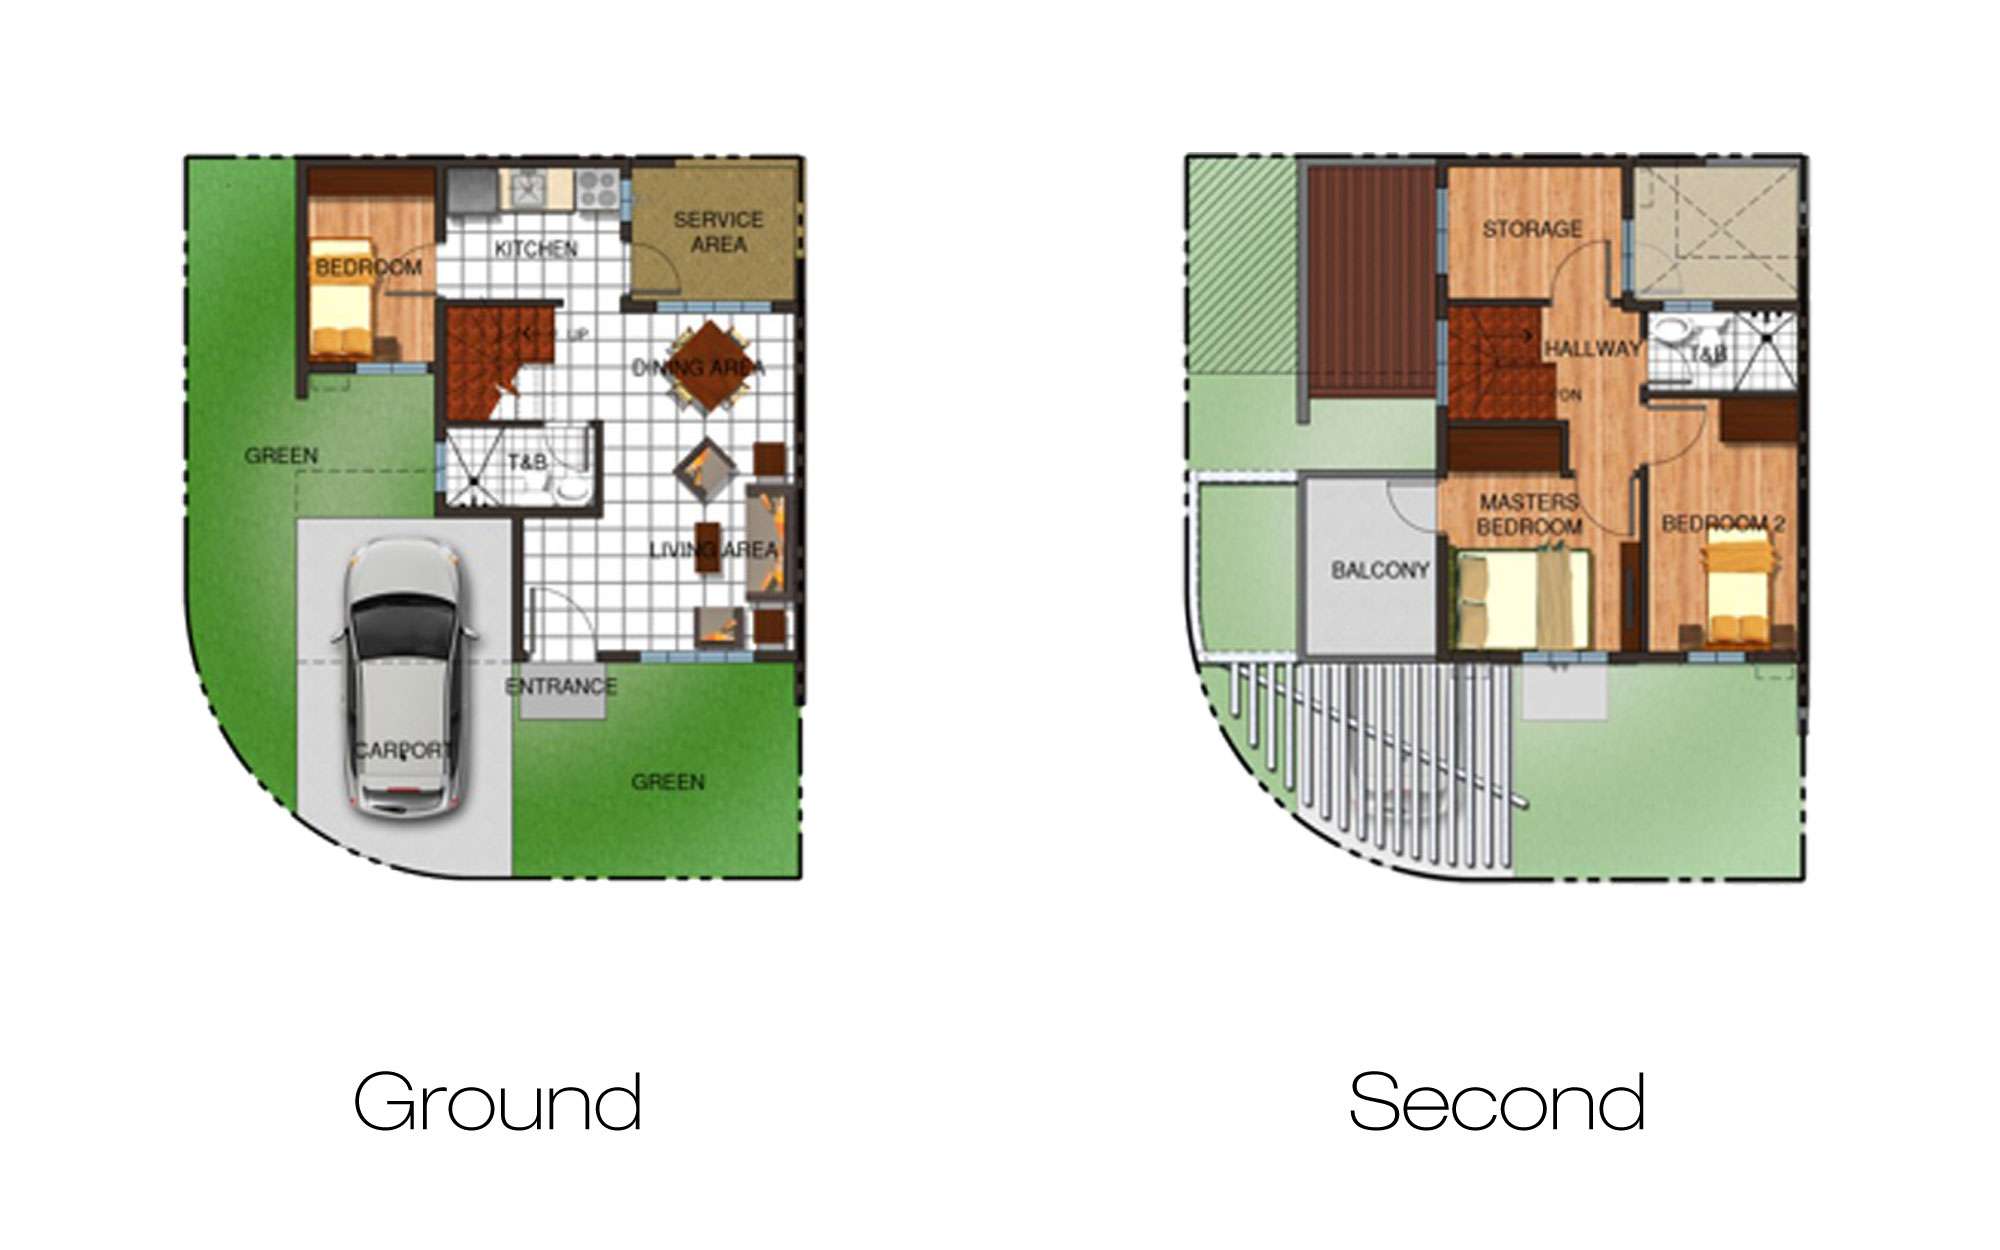 SERVICE
AREA
KITCHEN
BEDROOM
UP
DINING AREA
GREEN
T&B
LIVING AREA
ENTRANCE
CARPORT
GREEN
Ground
STORAGE
HALLWAY
T&B
DN
MASTERS
BEDROOM
BEDROOM 2
BALCONY
Second